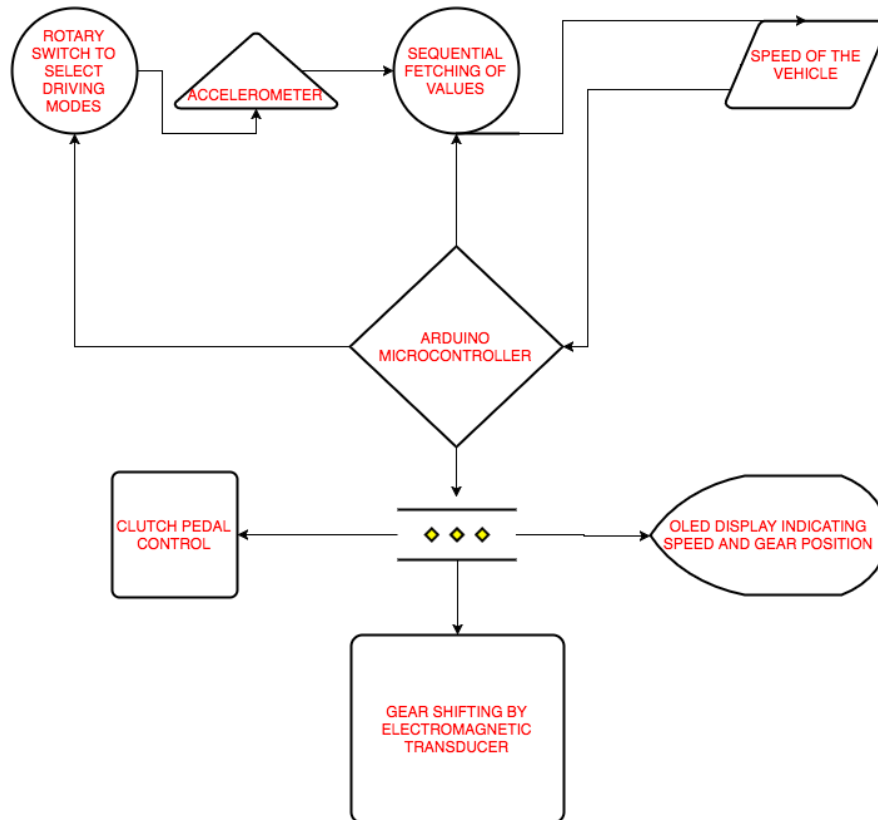 ROTARY
SWITCH TO
SELECT
DRIVING
MODES
ACCELEROMETER
SEQUENTIAL
FETCHING OF
VALUES
SPEED OF THE
VEHICLE
ARDUINO
MICROCONTROLLER
CLUTCH PEDAL
CONTROL
OLED DISPLAY INDICATING
SPEED AND GEAR POSITION
GEAR SHIFTING BY
ELECTROMAGNETIC
TRANSDUCER